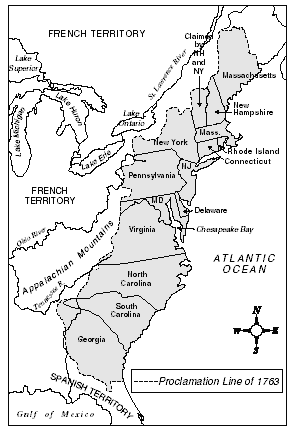 FRENCH TERRITORY
Claimed
by
NH
and
NY
Lake
Superior
St. Lawrence River
Massachusetts
Lake Michigan
Lake Huron
New
Hampshire
Lake
Ontario
Mass.
New York
Rhode Island
Connecticut
Lake Erie
NJ
Pennsylvania
FRENCH
TERRITORY
MD
Delaware
Ohio River
Virginia
Chesapeake Bay
Appalachian Mountains
ATLANTIC
OCEAN
Tennessee R.
North
Carolina
South
Carolina
N
W
E
S
Georgia
SPANISH TERRITORY
Proclamation Line of 1763
Gulf of Mexico